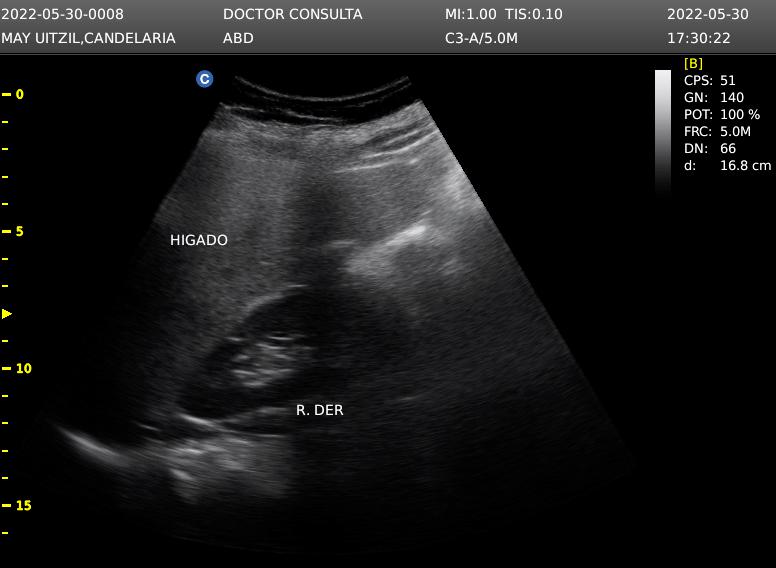 2022-05-30-0008 DOCTOR CONSULTA MI:1.00 TIS:0.10 2022-05-30
MAY UITZIL,CANDELARIA ABD C3-A/5.0M 17:30:22
C
[B]
CPS: 51
GN: 140
POT: 100 %
FRC: 5.0M
DN: 66
d: 16.8 cm
0
5
10
15
HIGADO
R. DER